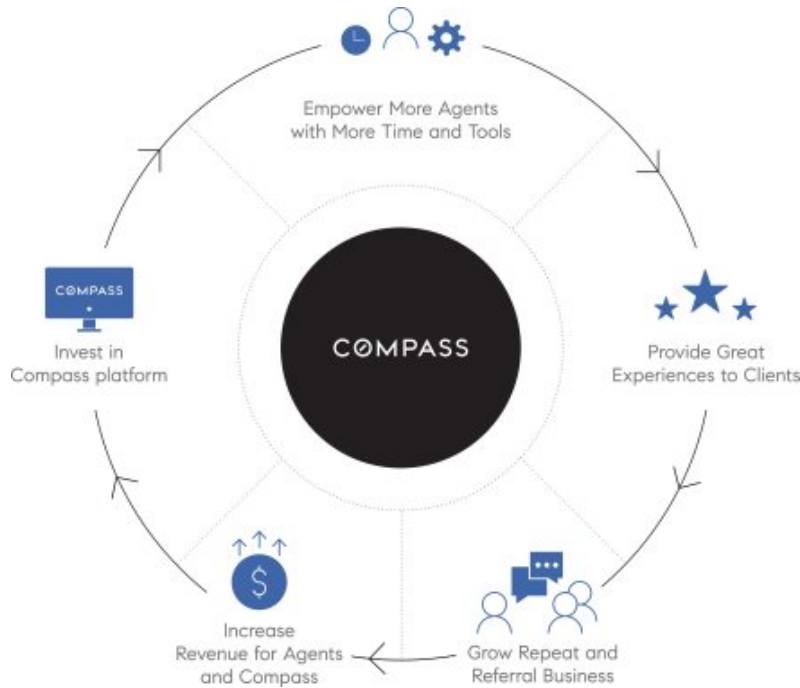 Empower More Agents
with More Time and Tools
COMPASS
Provide Great
Experiences to Clients
Grow Repeat and
Referral Business
$
Increase
Revenue for Agents
and Compass
COMPASS
Invest in
Compass platform